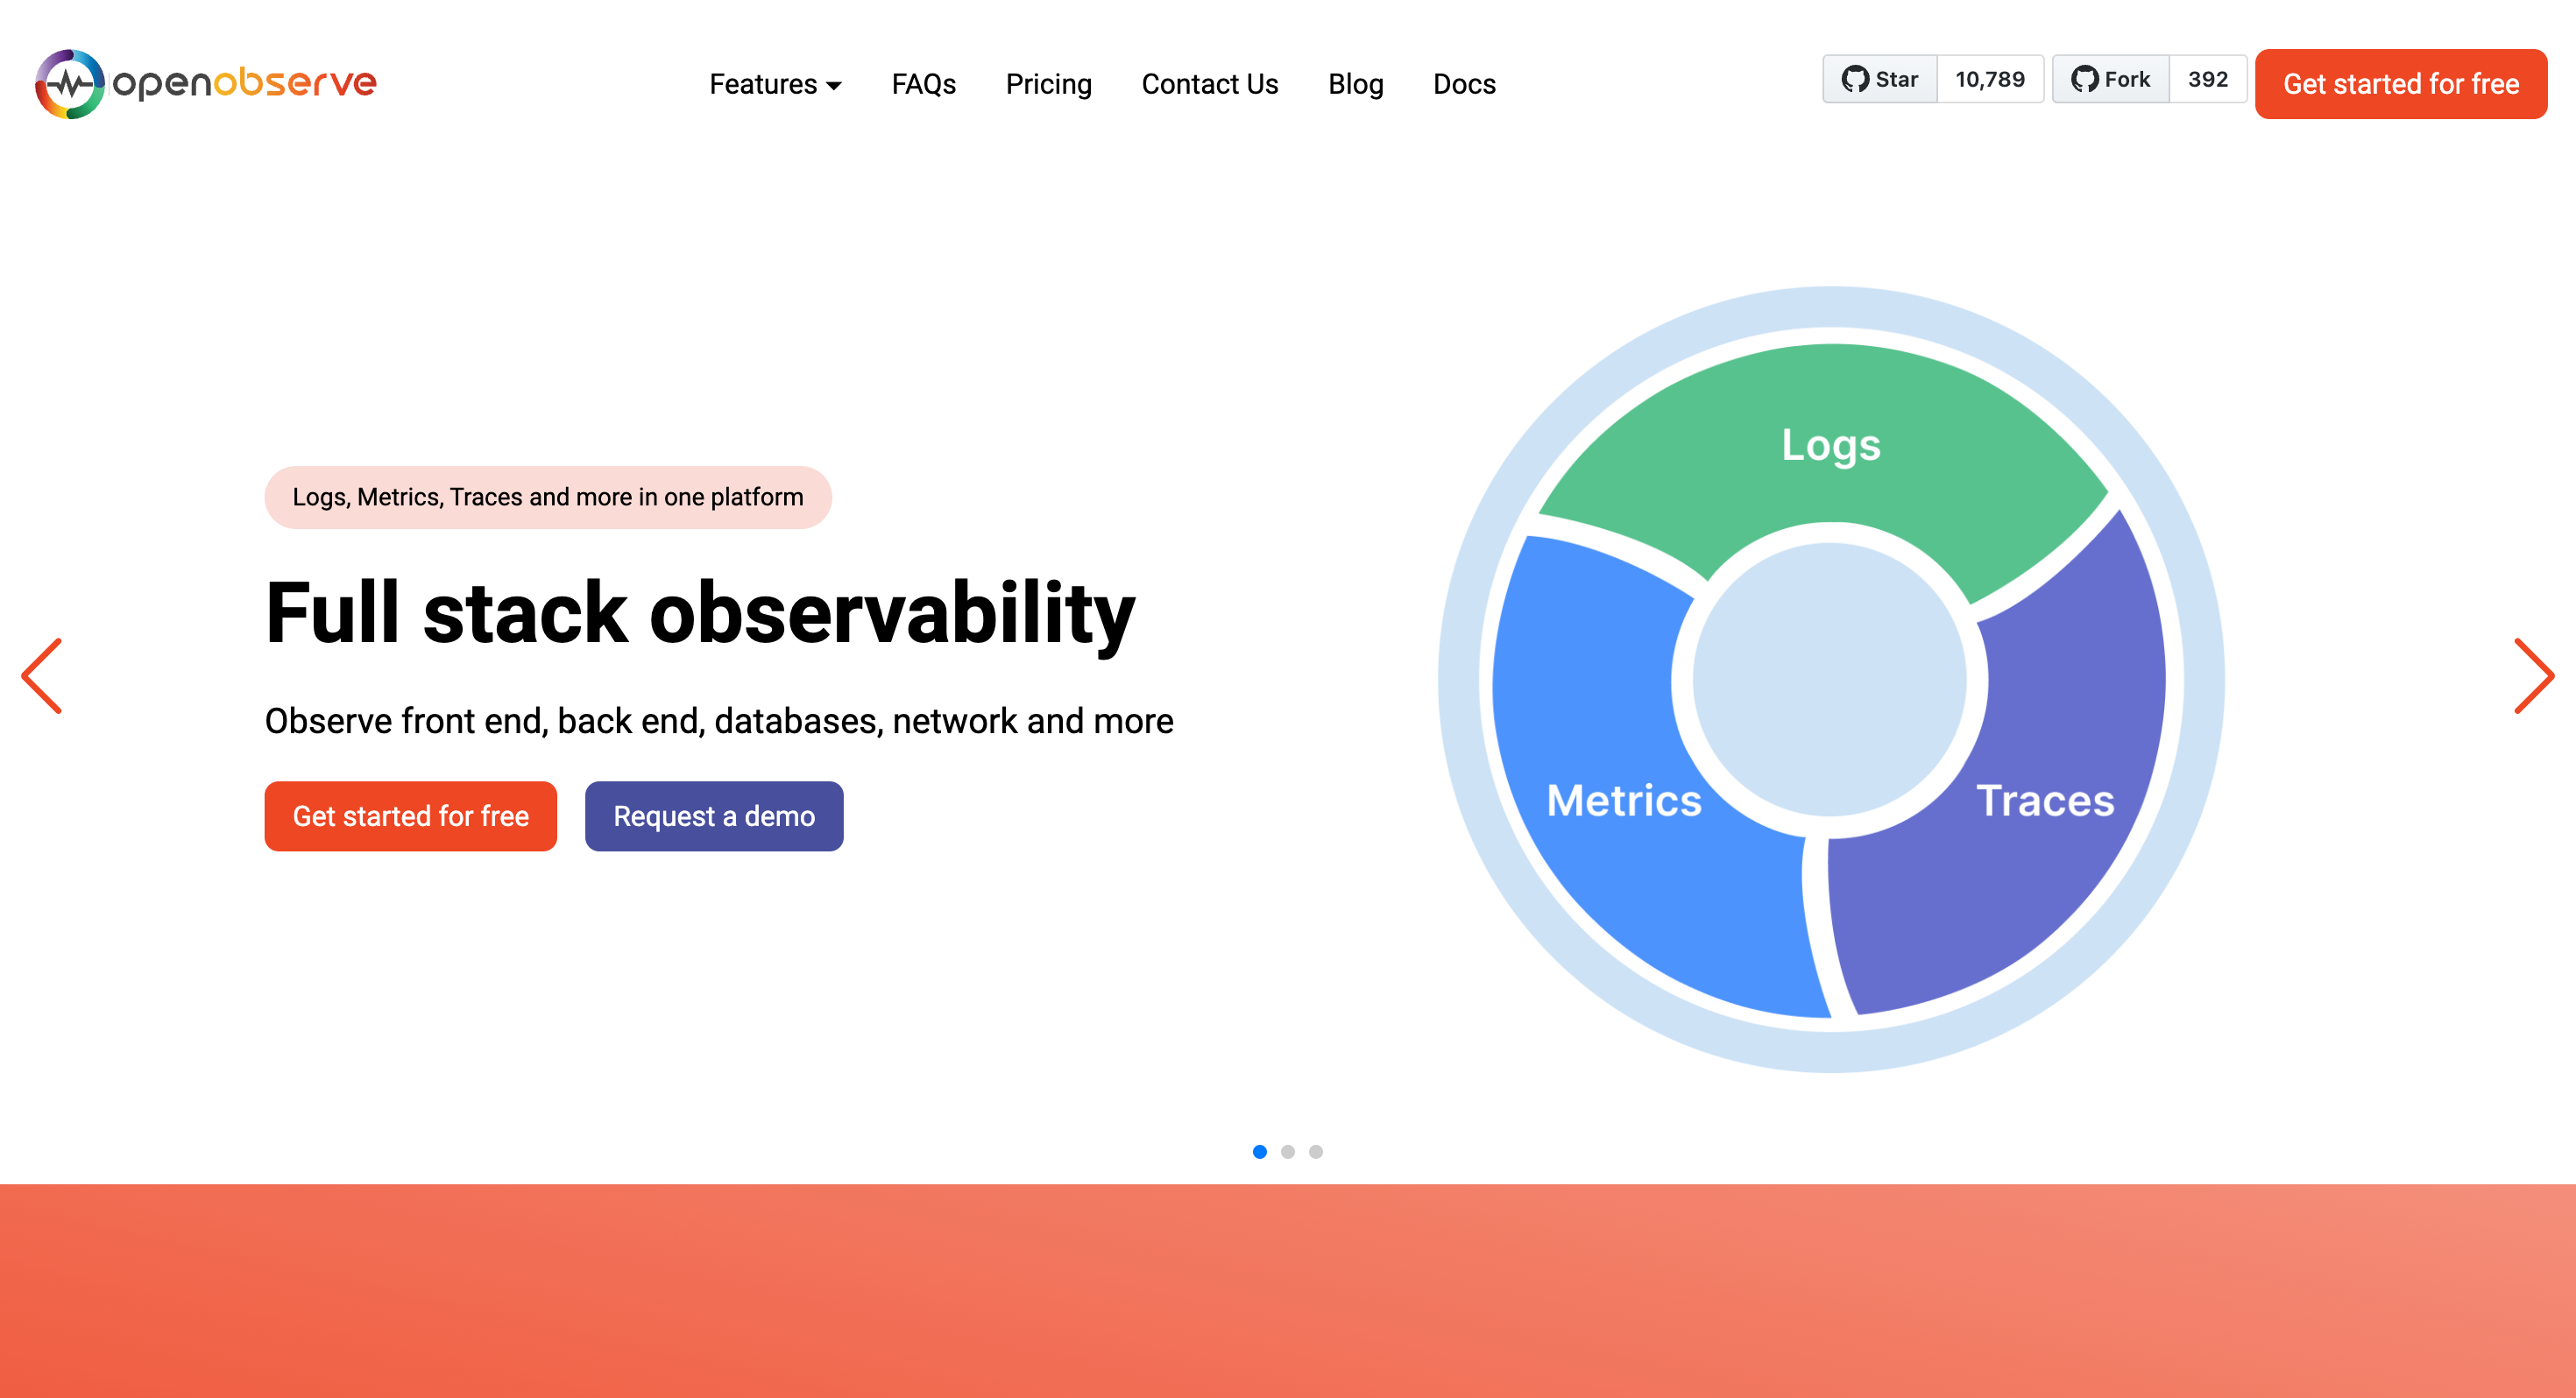 openobserve
Features
FAQs
Pricing
Contact Us
Blog
Docs
Star
10,789
Fork
392
Get started for free
Logs, Metrics, Traces and more in one platform
Full stack observability
Observe front end, back end, databases, network and more
Get started for free
Request a demo
Logs
Metrics
Traces